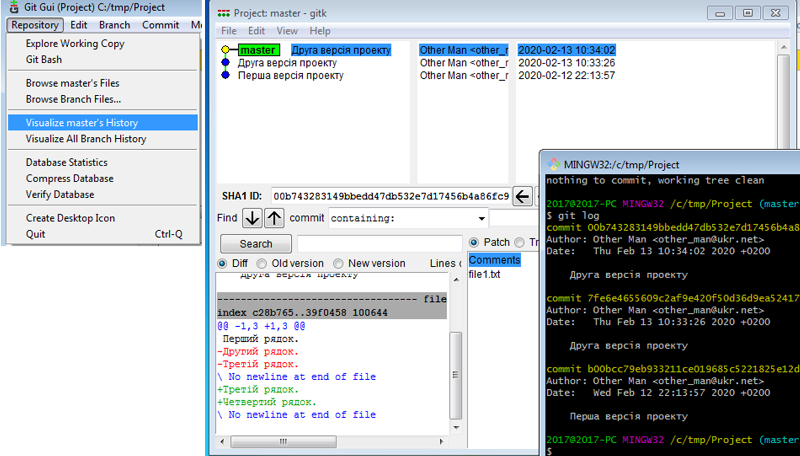 Git Gui (Project) C:/tmp/Project
Repository Edit Branch Commit
Explore Working Copy
Git Bash
Browse master's Files
Browse Branch Files...
Visualize master's History
Visualize All Branch History
Database Statistics
Compress Database
Verify Database
Create Desktop Icon
Quit Ctrl-Q
Project: master - gitk
File Edit View Help
master Друга версія проекту Other Man <other_r 2020-02-13 10:34:02
Друга версія проекту Other Man <other_r 2020-02-13 10:33:26
Перша версія проекту Other Man <other_r 2020-02-12 22:13:57
SHA1 ID: 00b743283149bbedd47db532e7d17456b4a86fc9
Find commit containing:
Search
Diff Old version New version Lines
Друга версія проекту
---------------------------------- file
index c28b765..39f0458 100644
@@ -1,3 +1,3 @@
Перший рядок.
-Другий рядок.
-Третій рядок.
\ No newline at end of file
+Третій рядок.
+Четвертий рядок.
\ No newline at end of file
Patch Tr
Comments
file1.txt
MINGW32:/c/tmp/Project
nothing to commit, working tree clean
2017@2017-PC MINGW32 /c/tmp/Project (master
$ git log
commit 00b743283149bbedd47db532e7d17456b4a8
Author: Other Man <other_man@ukr.net>
Date: Thu Feb 13 10:34:02 2020 +0200
Друга версія проекту
commit 7fe6e4655609c2af9e420f50d36d9ea52417
Author: Other Man <other_man@ukr.net>
Date: Thu Feb 13 10:33:26 2020 +0200
Друга версія проекту
commit b00bcc79eb933211ce019685c5221825e12d
Author: Other Man <other_man@ukr.net>
Date: Wed Feb 12 22:13:57 2020 +0200
Перша версія проекту
2017@2017-PC MINGW32 /c/tmp/Project (master
$